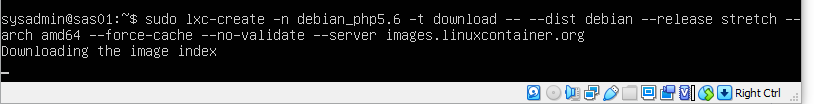 sysadmin@sas01:~$ sudo lxc-create -n debian_php5.6 -t download -- --dist debian --release stretch --
arch amd64 --force-cache --no-validate --server images.linuxcontainer.org
Downloading the image index
_
Right Ctrl